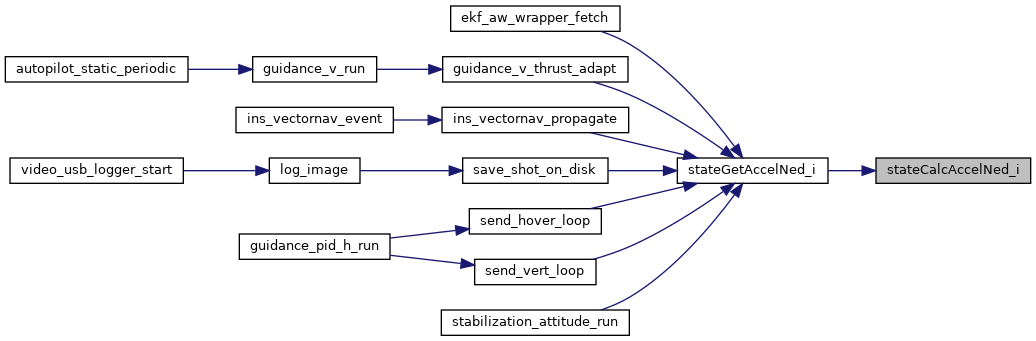 ekf_aw_wrapper_fetch
autopilot_static_periodic
guidance_v_run
guidance_v_thrust_adapt
ins_vectornav_event
ins_vectornav_propagate
video_usb_logger_start
log_image
save_shot_on_disk
stateGetAccelNed_i
stateCalcAccelNed_i
send_hover_loop
guidance_pid_h_run
send_vert_loop
stabilization_attitude_run